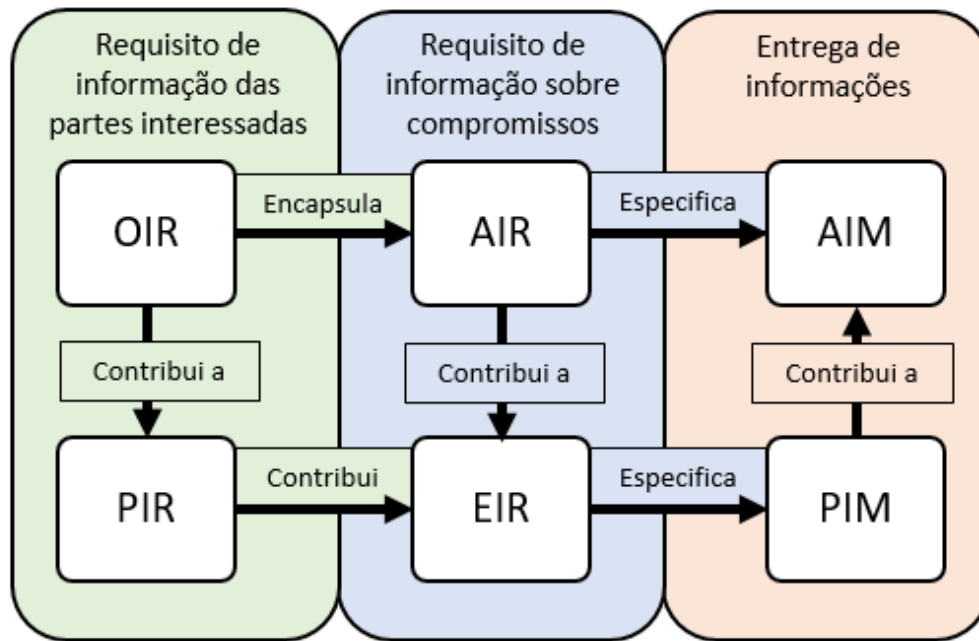 Requisito de
informação das
partes interessadas
Requisito de
informação sobre
compromissos
Entrega de
informações
OIR
Encapsula
AIR
Especifica
AIM
Contribui a
Contribui a
Contribui a
PIR
Contribui
EIR
Especifica
PIM